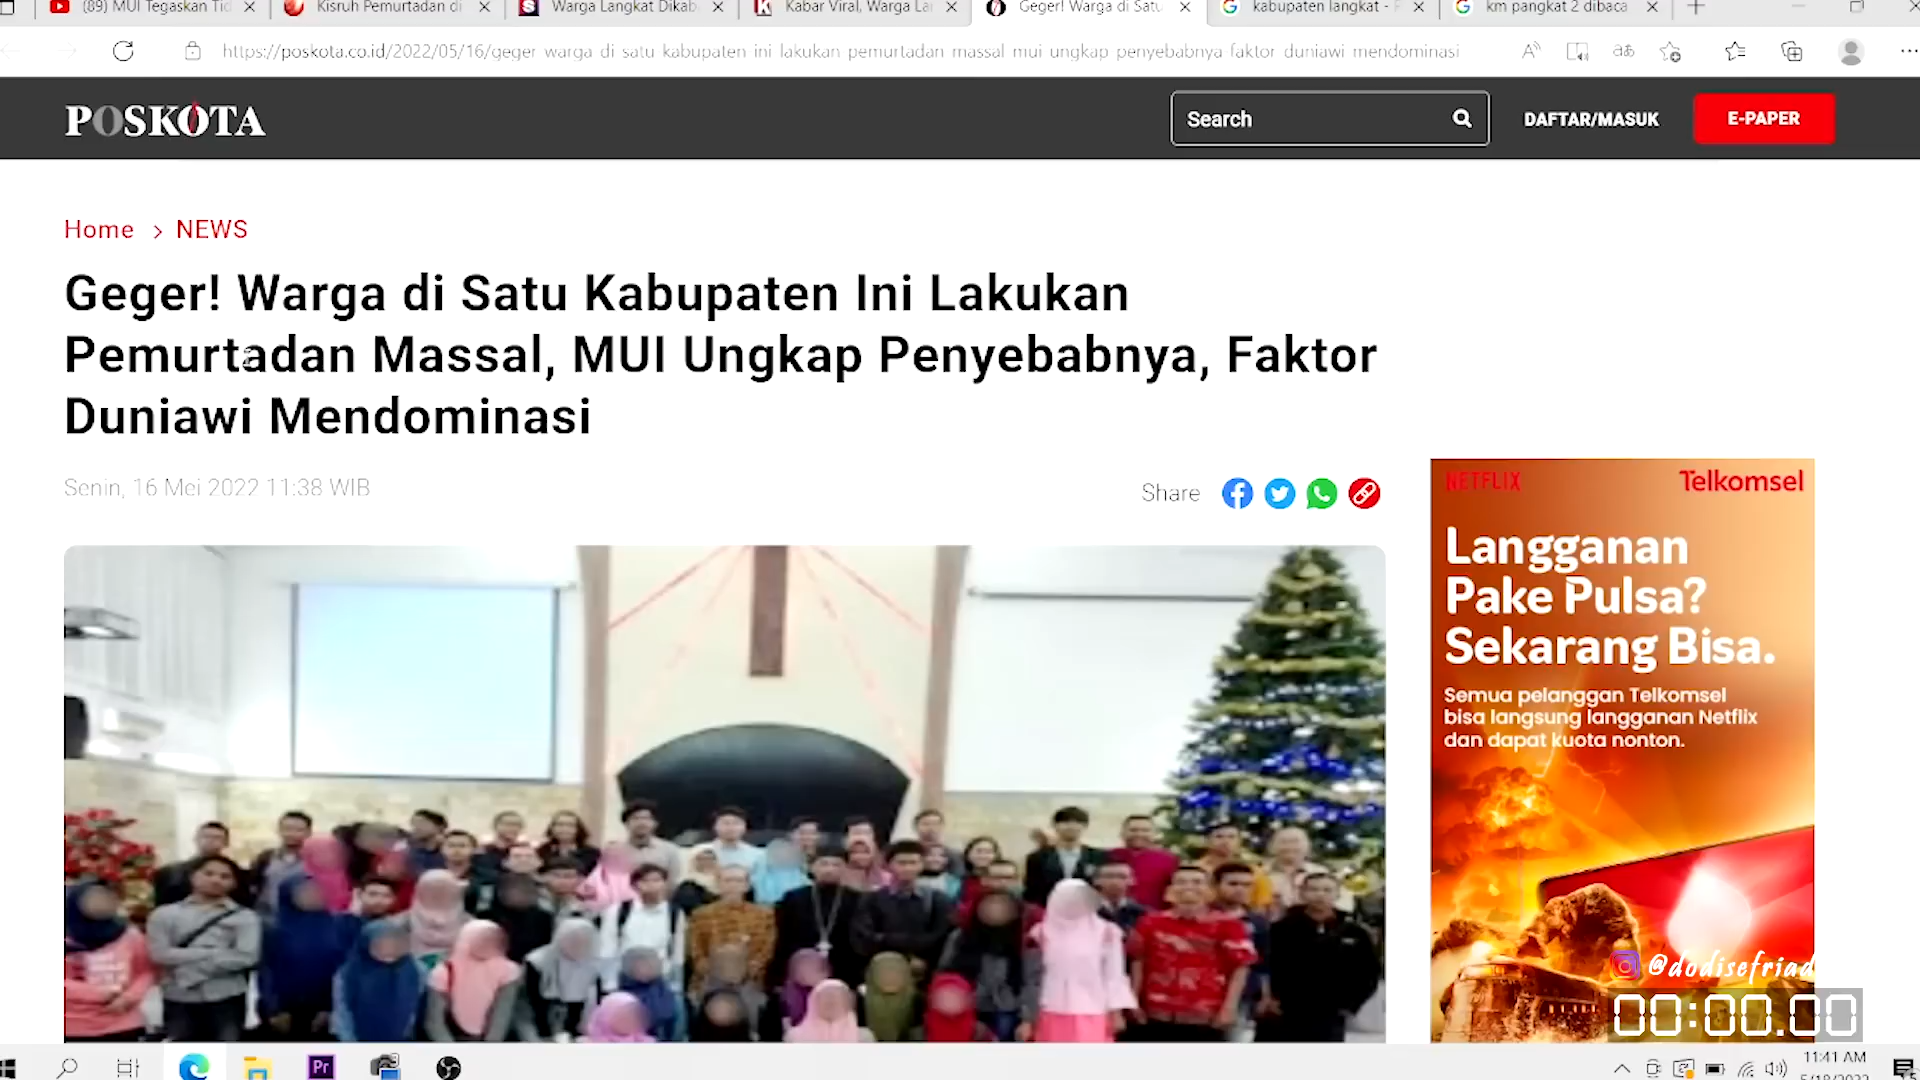 (89) MUI Tegaskan Tid
Kisruh Pemurtadan di
Warga Langkat Dikab
Kabar Viral, Warga La
Geger! Warga di Satu
kabupaten langkat -
km pangkat 2 dibaca
https://poskota.co.id/2022/05/16/geger warga di satu kabupaten ini lakukan pemurtadan massal mui ungkap penyebabnya faktor duniawi mendominasi
POSKOTA
Search
DAFTAR/MASUK
E-PAPER
Home > NEWS
Geger! Warga di Satu Kabupaten Ini Lakukan
Pemurtadan Massal, MUI Ungkap Penyebabnya, Faktor
Duniawi Mendominasi
Senin, 16 Mei 2022 11:38 WIB
Share
NETFLIX
Telkomsel
Langganan
Pake Pulsa?
Sekarang Bisa.
Semua pelanggan Telkomsel
bisa langsung langganan Netflix
dan dapat kuota nonton.
@dodisefriad
00:00.00
Pr
11:41 AM
5/18/2022